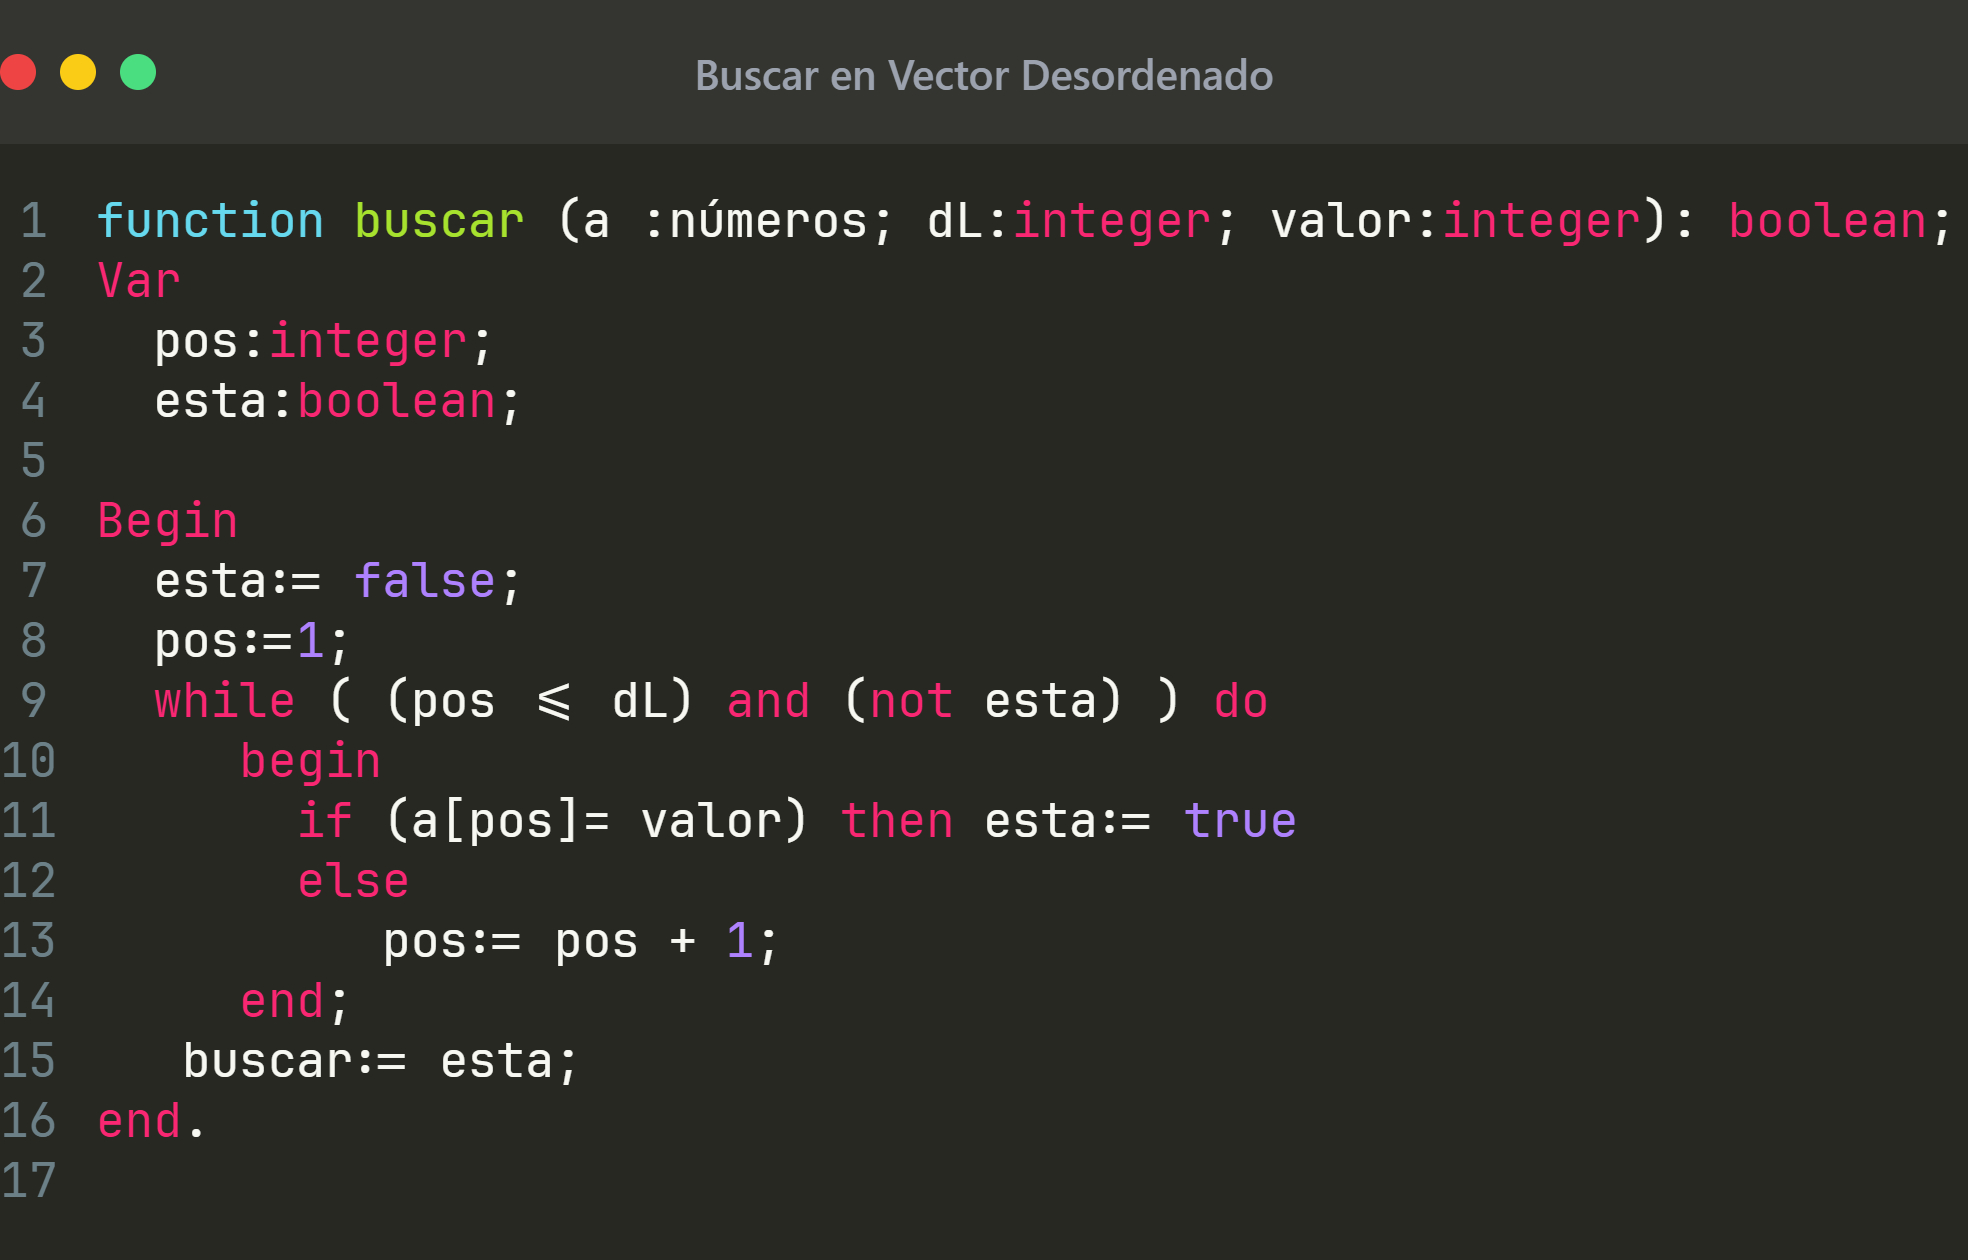 Buscar en Vector Desordenado
1 function buscar (a :números; dL:integer; valor:integer): boolean;
2 Var
3   pos:integer;
4   esta:boolean;
5
6 Begin
7   esta:= false;
8   pos:=1;
9   while ( (pos <= dL) and (not esta) ) do
10      begin
11        if (a[pos]= valor) then esta:= true
12        else
13           pos:= pos + 1;
14      end;
15    buscar:= esta;
16 end.
17